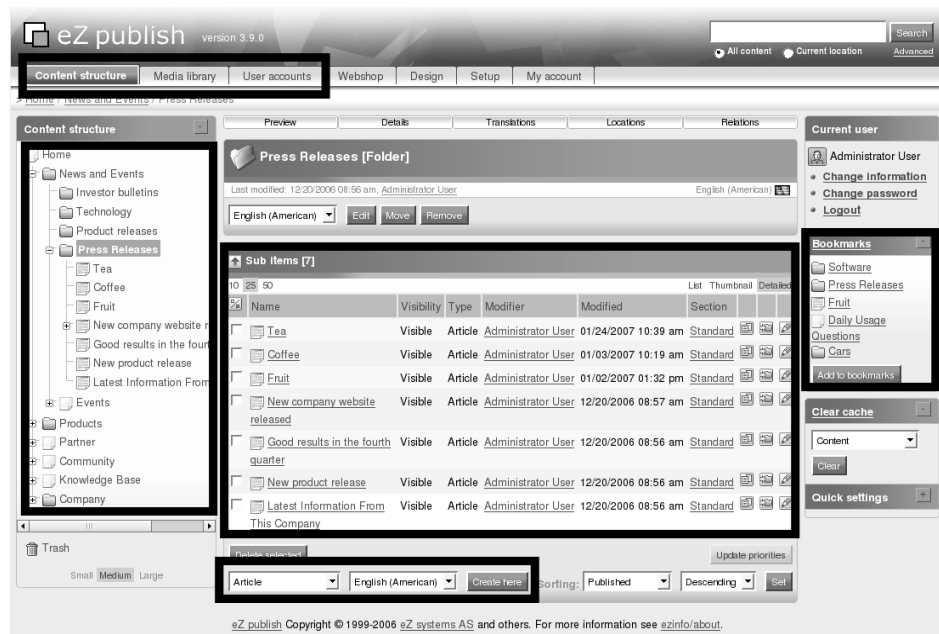 eZ publish version 3.9.0
Search
All content Current location Advanced
Content structure Media library User accounts Webshop Design Setup My account
> Home / News and Events / Press Releases
Content structure
Home
News and Events
Investor bulletins
Technology
Product releases
Press Releases
Tea
Coffee
Fruit
New company website r
Good results in the fourt
New product release
Latest Information From
Events
Products
Partner
Community
Knowledge Base
Company
Trash
Small Medium Large
Preview Details Translations Locations Relations
Press Releases [Folder]
Last modified: 12/20/2006 08:56 am, Administrator User English (American)
English (American) Edit Move Remove
Sub items [7]
10 25 50 List Thumbnail Detailed
Name Visibility Type Modifier Modified Section
Tea Visible Article Administrator User 01/24/2007 10:39 am Standard
Coffee Visible Article Administrator User 01/03/2007 10:19 am Standard
Fruit Visible Article Administrator User 01/02/2007 01:32 pm Standard
New company website Visible Article Administrator User 12/20/2006 08:57 am Standard
released
Good results in the fourth Visible Article Administrator User 12/20/2006 08:56 am Standard
quarter
New product release Visible Article Administrator User 12/20/2006 08:56 am Standard
Latest Information From Visible Article Administrator User 12/20/2006 08:56 am Standard
This Company
Delete selected Update priorities
Article English (American) Create here Sorting: Published Descending Set
Current user
Administrator User
Change information
Change password
Logout
Bookmarks
Software
Press Releases
Fruit
Daily Usage
Questions
Cars
Add to bookmarks
Clear cache
Content
Clear
Quick settings
eZ publish Copyright © 1999-2006 eZ systems AS and others. For more information see ezinfo/about.